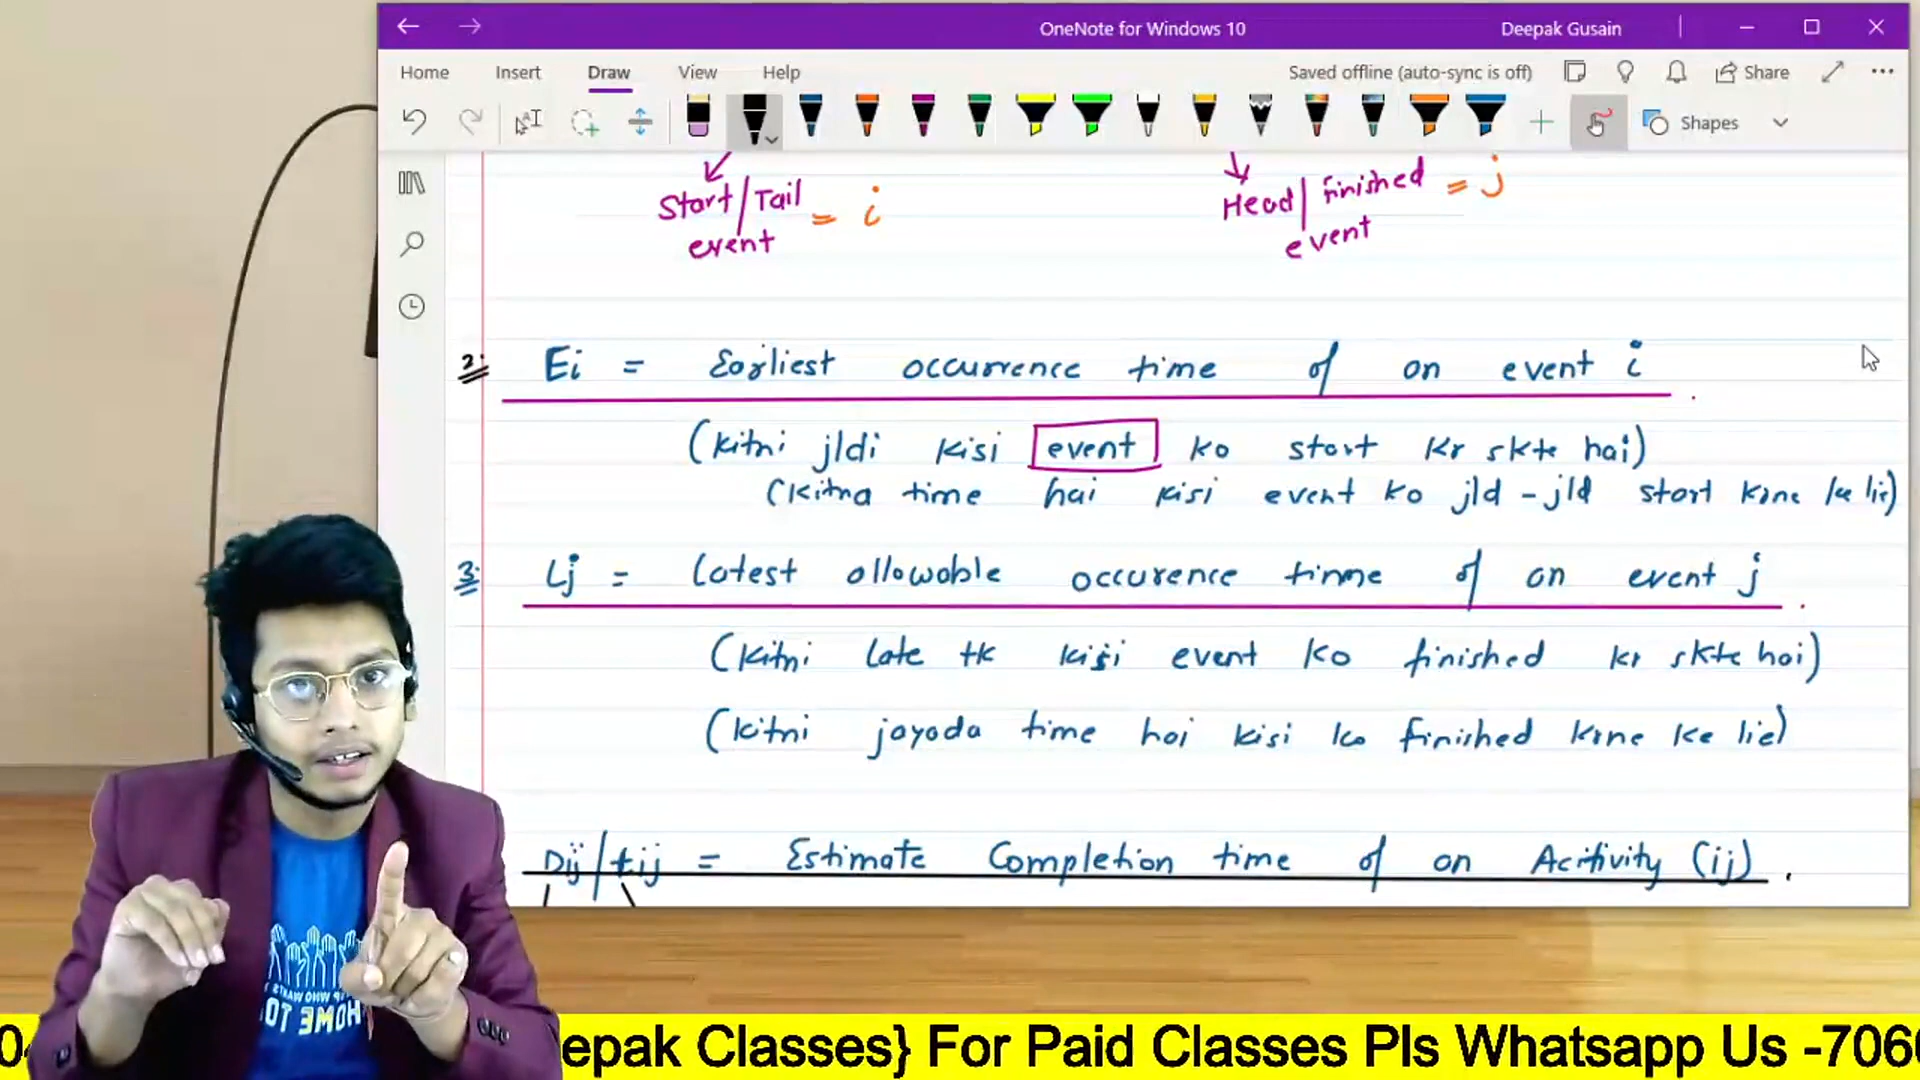 OneNote for Windows 10
Deepak Gusain
Home Insert Draw View Help
Saved offline (auto-sync is off)
Share
Shapes
Start/Tail = i
event
Head/finished = j
event
2: Ei = Earliest occurrence time of an event i
(kitni jldi kisi event ko start kr skte hai)
(kitna time hai kisi event ko jld-jld start krne ke lie)
3: Lj = Latest allowable occurence time of an event j
(kitni late tk kisi event ko finished kr skte hai)
(kitni jayada time hai kisi ko finished krne ke lie)
Dij/tij = Estimate Completion time of an Acitivity (ij)
HOME TO
epak Classes} For Paid Classes Pls Whatsapp Us -706